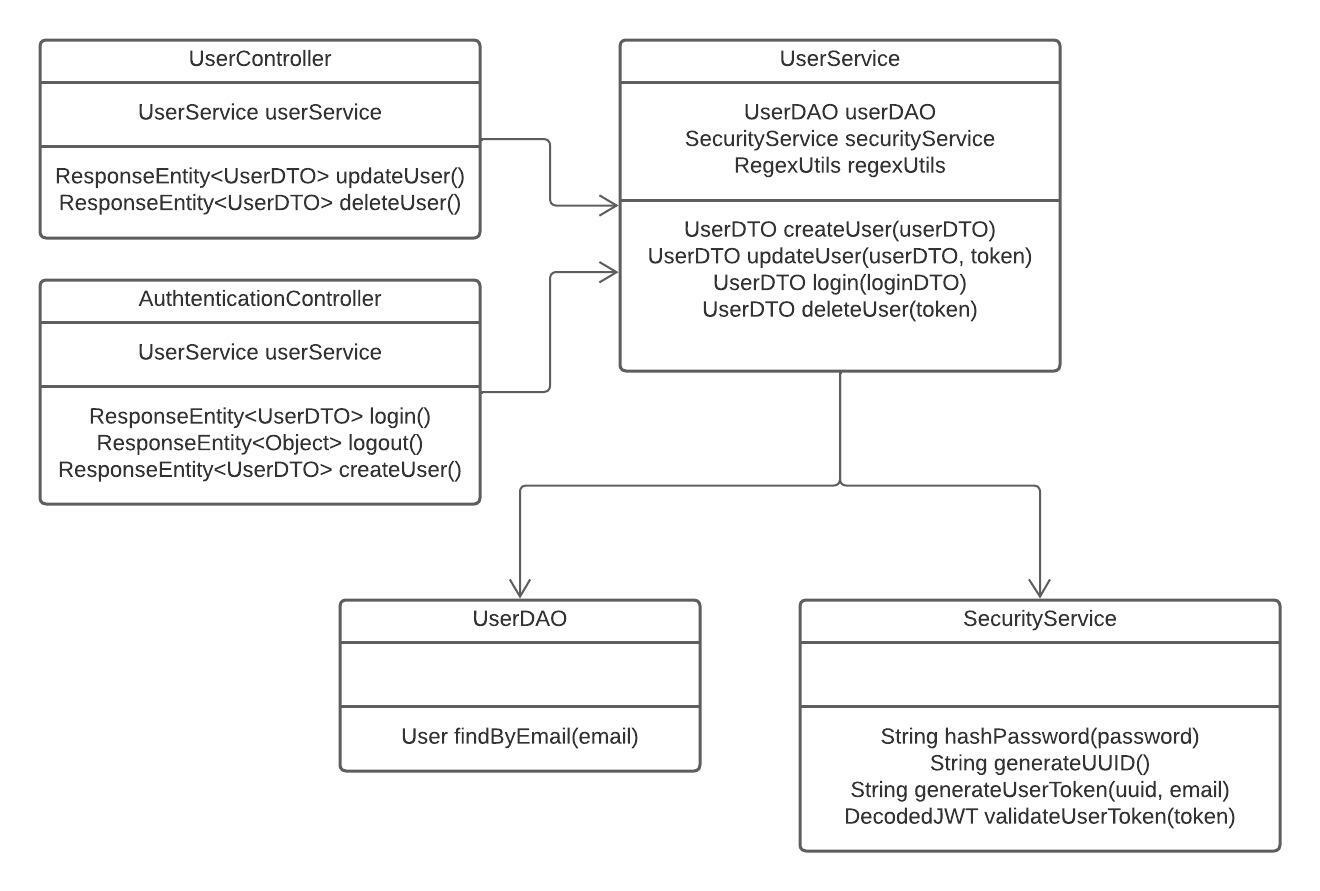 UserController
UserService userService
ResponseEntity<UserDTO> updateUser()
ResponseEntity<UserDTO> deleteUser()
AuthtenticationController
UserService userService
ResponseEntity<UserDTO> login()
ResponseEntity<Object> logout()
ResponseEntity<UserDTO> createUser()
UserService
UserDAO userDAO
SecurityService securityService
RegexUtils regexUtils
UserDTO createUser(userDTO)
UserDTO updateUser(userDTO, token)
UserDTO login(loginDTO)
UserDTO deleteUser(token)
UserDAO
User findByEmail(email)
SecurityService
String hashPassword(password)
String generateUUID()
String generateUserToken(uuid, email)
DecodedJWT validateUserToken(token)